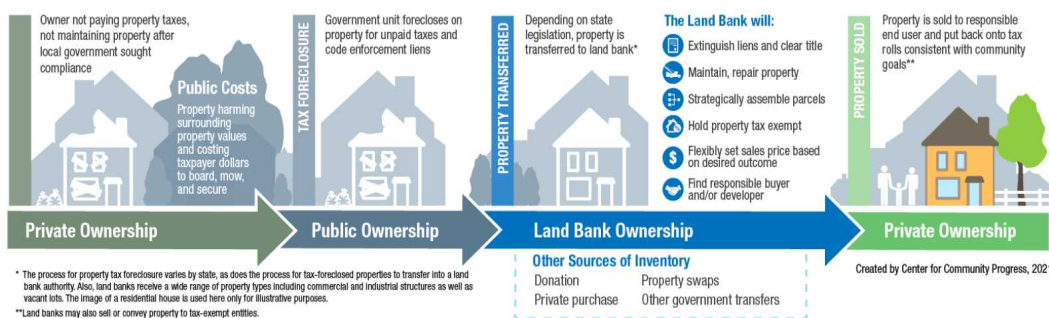 Owner not paying property taxes,
not maintaining property after
local government sought
compliance
Public Costs
Property harming
surrounding
property values
and costing
taxpayer dollars
to board, mow,
and secure
Private Ownership
TAX FORECLOSURE
Government unit forecloses on
property for unpaid taxes and
code enforcement liens
Public Ownership
PROPERTY TRANSFERRED
Depending on state
legislation, property is
transferred to land bank*
The Land Bank will:
Extinguish liens and clear title
Maintain, repair property
Strategically assemble parcels
Hold property tax exempt
$
Flexibly set sales price based
on desired outcome
Find responsible buyer
and/or developer
Land Bank Ownership
Other Sources of Inventory
Donation
Private purchase
Property swaps
Other government transfers
PROPERTY SOLD
Property is sold to responsible
end user and put back onto tax
rolls consistent with community
goals**
Private Ownership
Created by Center for Community Progress, 202
* The process for property tax foreclosure varies by state, as does the process for tax-foreclosed properties to transfer into a land
bank authority. Also, land banks receive a wide range of property types including commercial and industrial structures as well as
vacant lots. The image of a residential house is used here only for illustrative purposes.
**Land banks may also sell or convey property to tax-exempt entities.